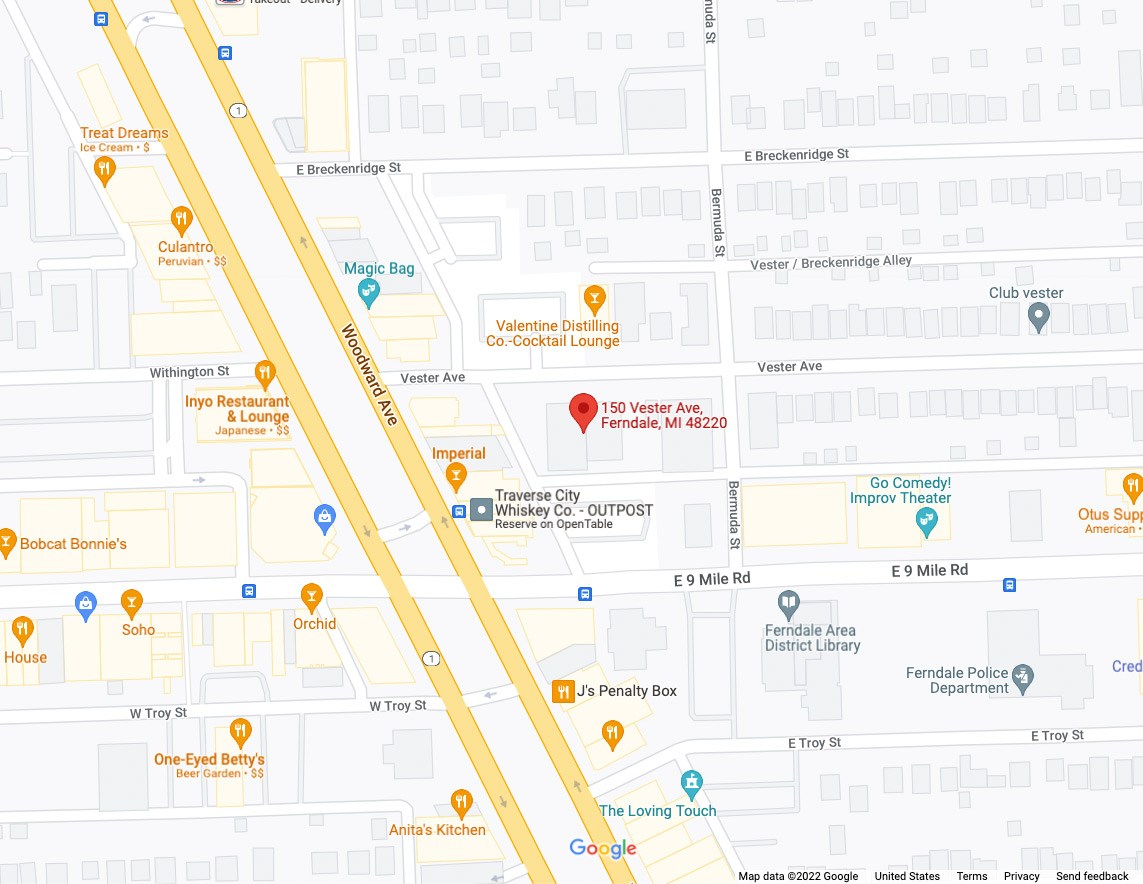 Takeout - Delivery
muda St
1
Treat Dreams
Ice Cream • $
E Breckenridge St
E Breckenridge St
Bermuda St
Culantro
Peruvian • $$
Magic Bag
Vester / Breckenridge Alley
Club vester
Valentine Distilling
Co.-Cocktail Lounge
Woodward Ave
Withington St
Vester Ave
Vester Ave
Inyo Restaurant
& Lounge
Japanese • $$
150 Vester Ave,
Ferndale, MI 48220
Imperial
Traverse City
Whiskey Co. - OUTPOST
Reserve on OpenTable
Go Comedy!
Improv Theater
Bermuda St
Otus Supp
American •
Bobcat Bonnie's
E 9 Mile Rd
E 9 Mile Rd
Soho
Orchid
House
Ferndale Area
District Library
1
Ferndale Police
Department
Cred
J's Penalty Box
W Troy St
W Troy St
E Troy St
E Troy St
One-Eyed Betty's
Beer Garden • $$
The Loving Touch
Anita's Kitchen
Google
Map data ©2022 Google United States Terms Privacy Send feedback